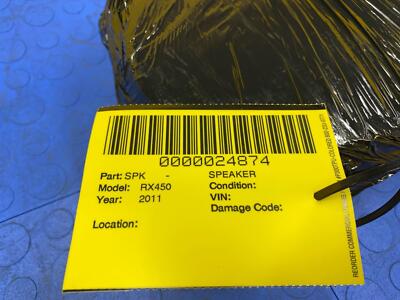 0000024874
Part: SPK - SPEAKER
Model: RX450 Condition:
Year: 2011 VIN:
Damage Code:
Location: